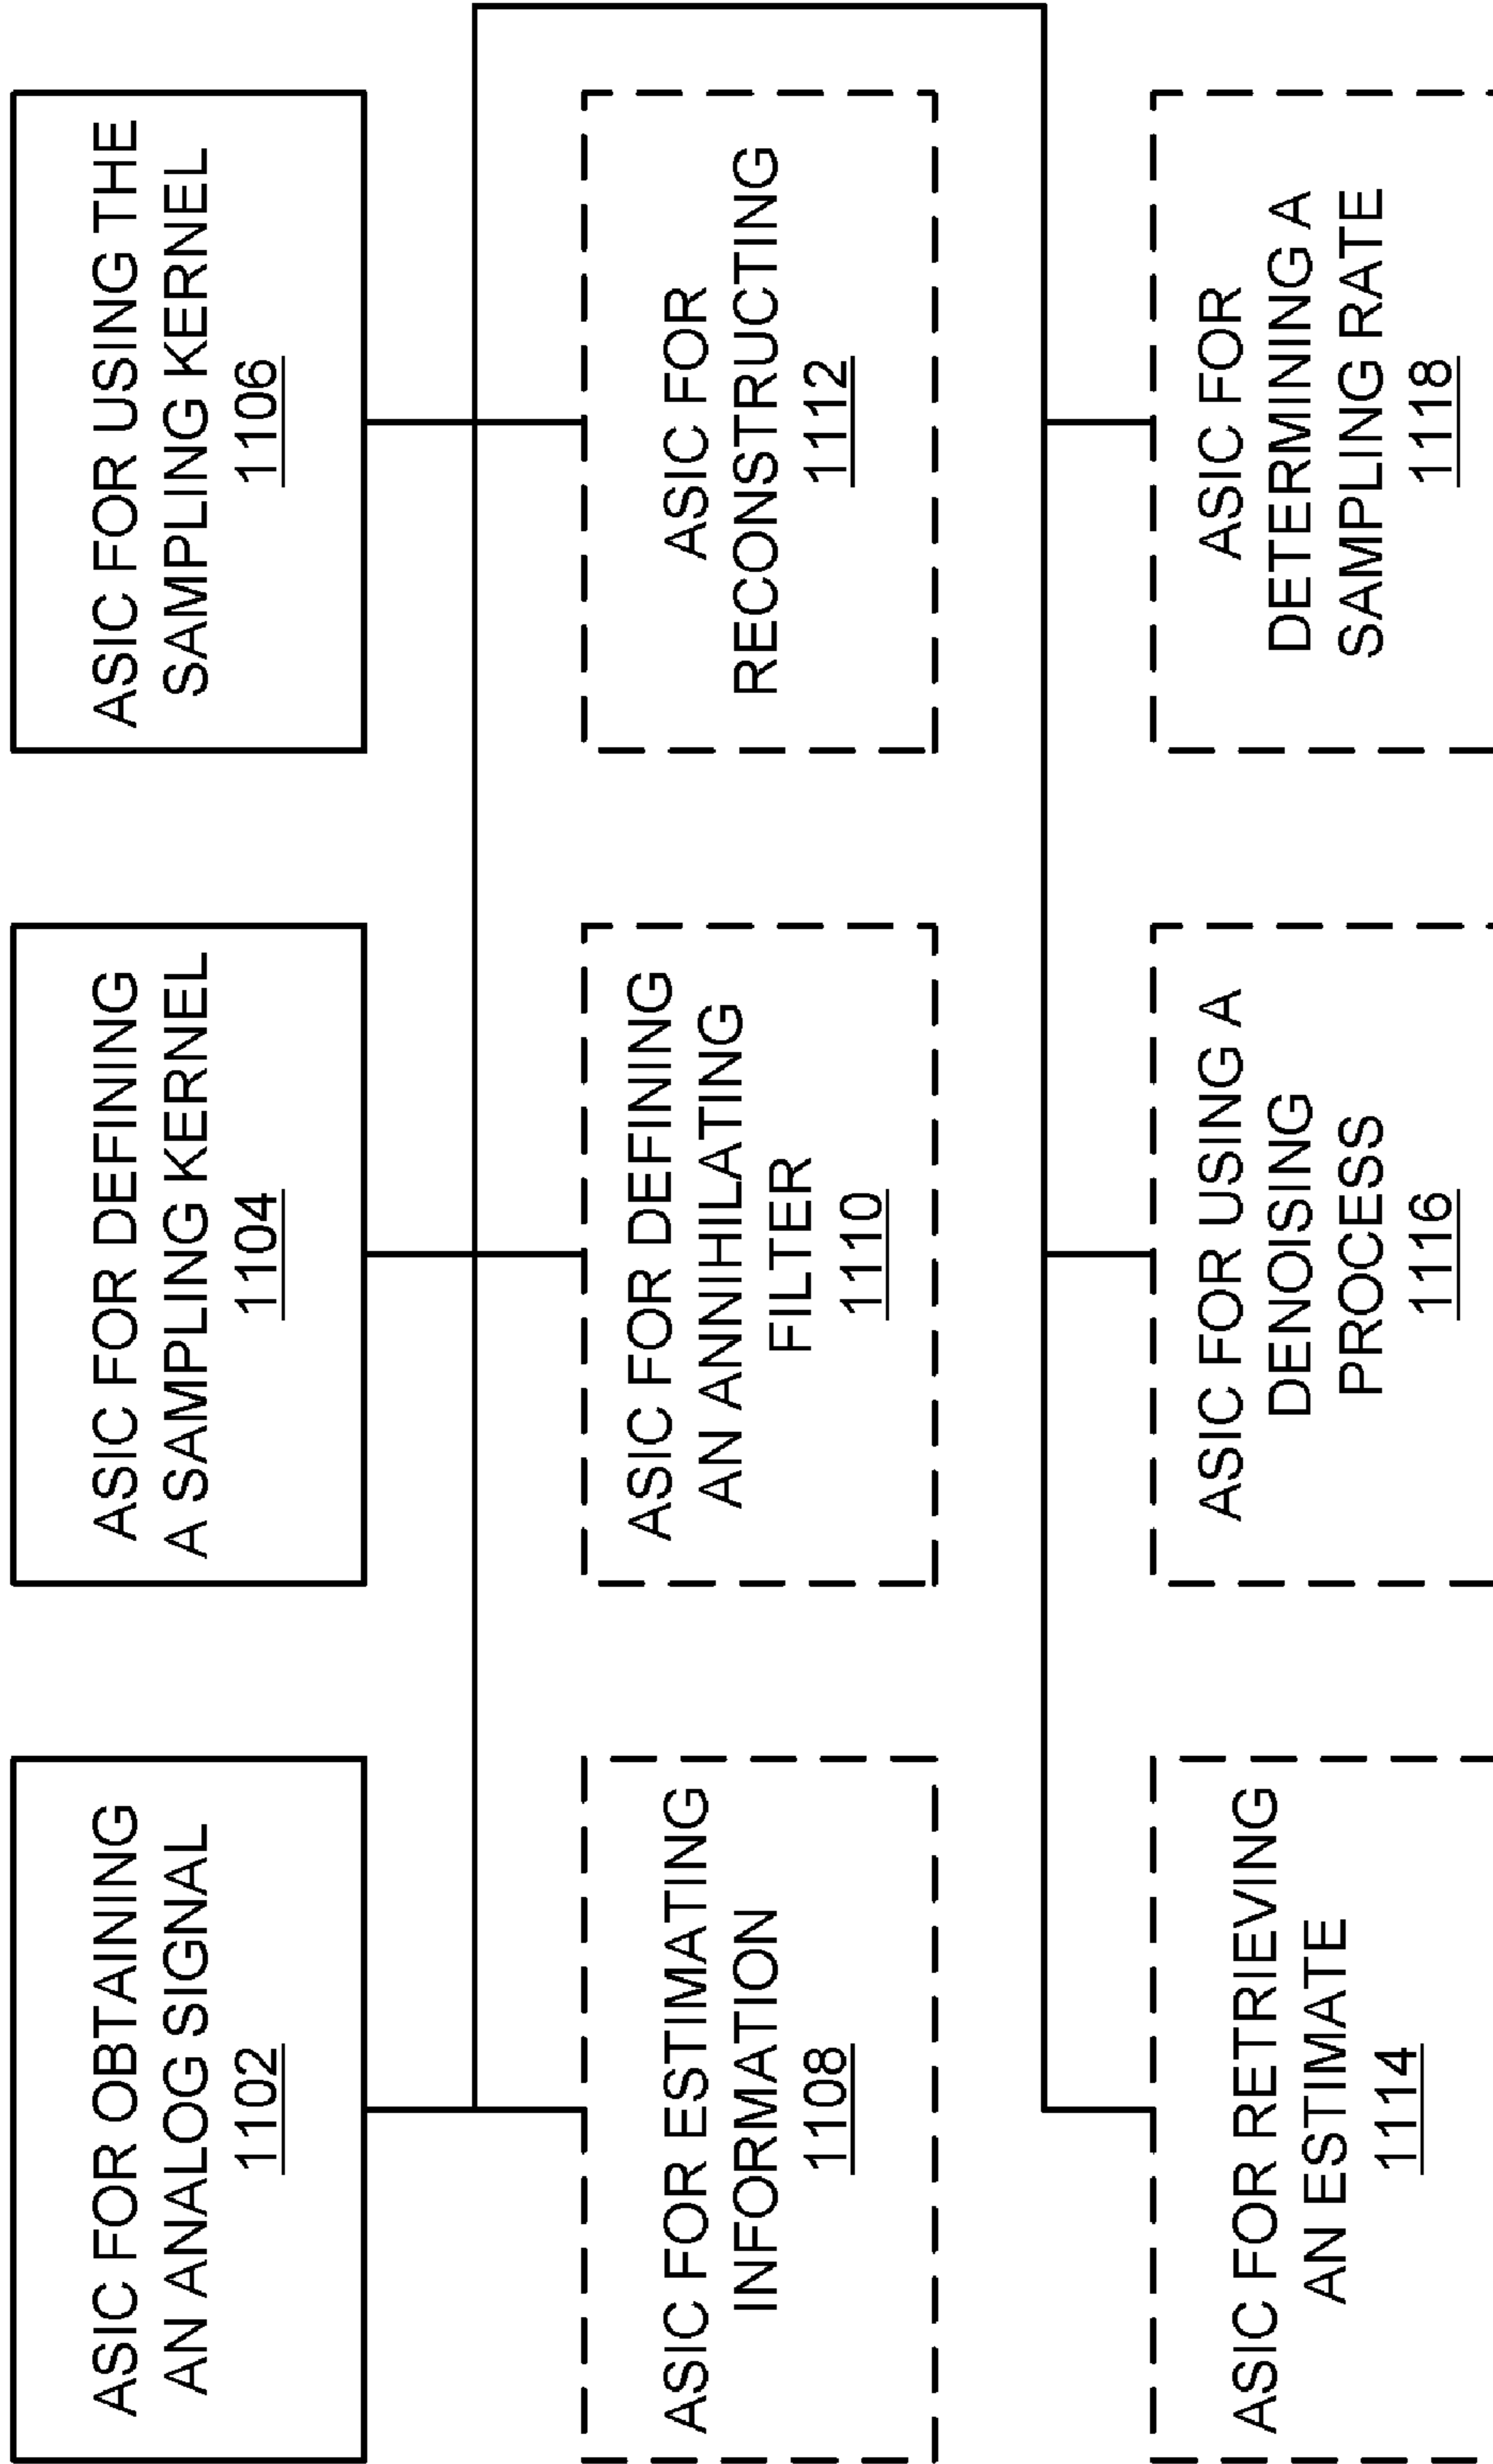 ASIC FOR OBTAINING
AN ANALOG SIGNAL
1102
ASIC FOR DEFINING
A SAMPLING KERNEL
1104
ASIC FOR USING THE
SAMPLING KERNEL
1106
ASIC FOR ESTIMATING
INFORMATION
1108
ASIC FOR DEFINING
AN ANNIHILATING
FILTER
1110
ASIC FOR
RECONSTRUCTING
1112
ASIC FOR RETRIEVING
AN ESTIMATE
1114
ASIC FOR USING A
DENOISING
PROCESS
1116
ASIC FOR
DETERMINING A
SAMPLING RATE
1118